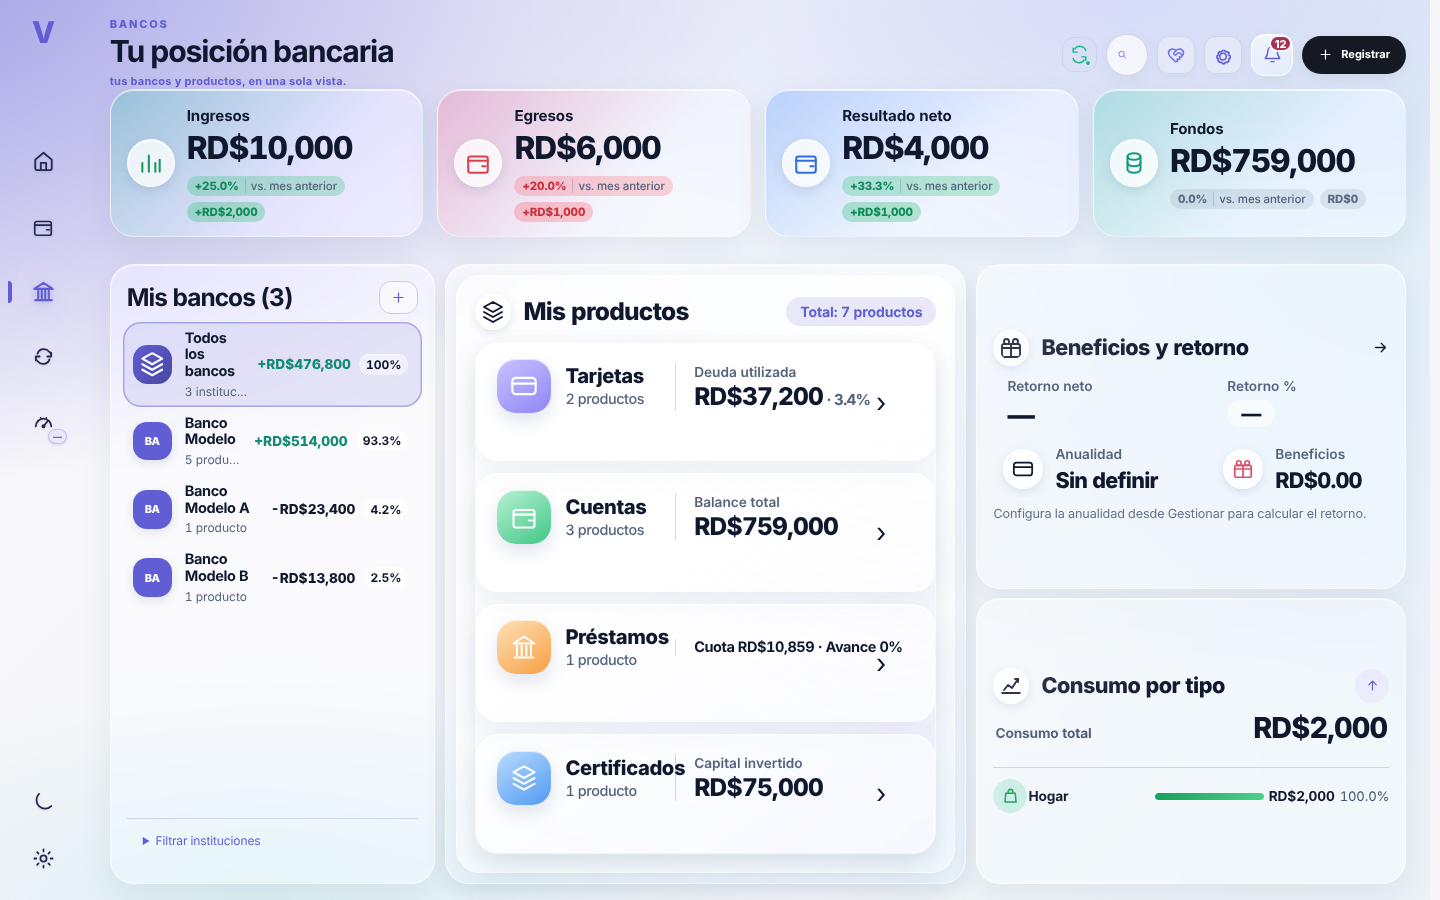 V
BANCOS
Tu posición bancaria
tus bancos y productos, en una sola vista.
12
+ Registrar
Ingresos
RD$10,000
+25.0% vs. mes anterior
+RD$2,000
Egresos
RD$6,000
+20.0% vs. mes anterior
+RD$1,000
Resultado neto
RD$4,000
+33.3% vs. mes anterior
+RD$1,000
Fondos
RD$759,000
0.0% vs. mes anterior RD$0
Mis bancos (3)
+
Todos
los
bancos
3 instituc...
+RD$476,800 100%
BA
Banco
Modelo
5 produ...
+RD$514,000 93.3%
BA
Banco
Modelo A
1 producto
-RD$23,400 4.2%
BA
Banco
Modelo B
1 producto
-RD$13,800 2.5%
Filtrar instituciones
Mis productos
Total: 7 productos
Tarjetas
2 productos
Deuda utilizada
RD$37,200 · 3.4%
Cuentas
3 productos
Balance total
RD$759,000
Préstamos
1 producto
Cuota RD$10,859 · Avance 0%
Certificados
1 producto
Capital invertido
RD$75,000
Beneficios y retorno
Retorno neto
—
Retorno %
—
Anualidad
Sin definir
Beneficios
RD$0.00
Configura la anualidad desde Gestionar para calcular el retorno.
Consumo por tipo
Consumo total
RD$2,000
Hogar
RD$2,000 100.0%